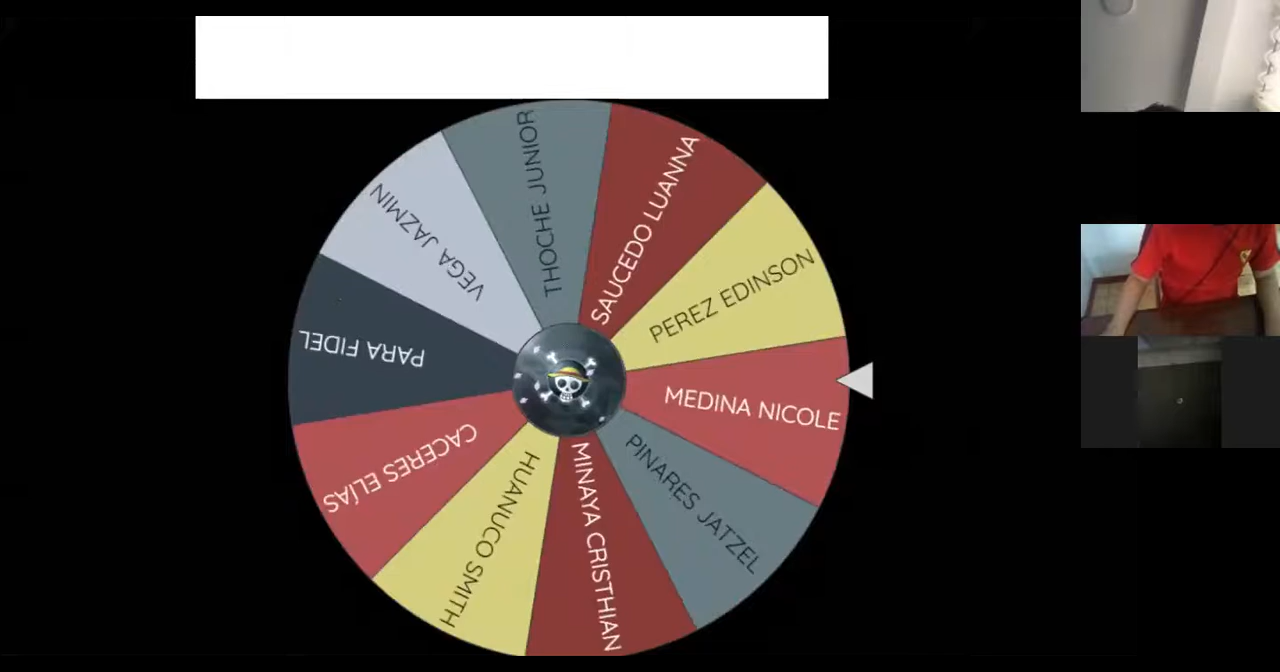 THOCHE JUNIOR
SAUCEDO LUANNA
PEREZ EDINSON
MEDINA NICOLE
PINARES JATZEL
MINAYA CRISTHIAN
HUANUCO SMITH
CACERES ELÍAS
PARA FIDEL
VEGA JAZMIN